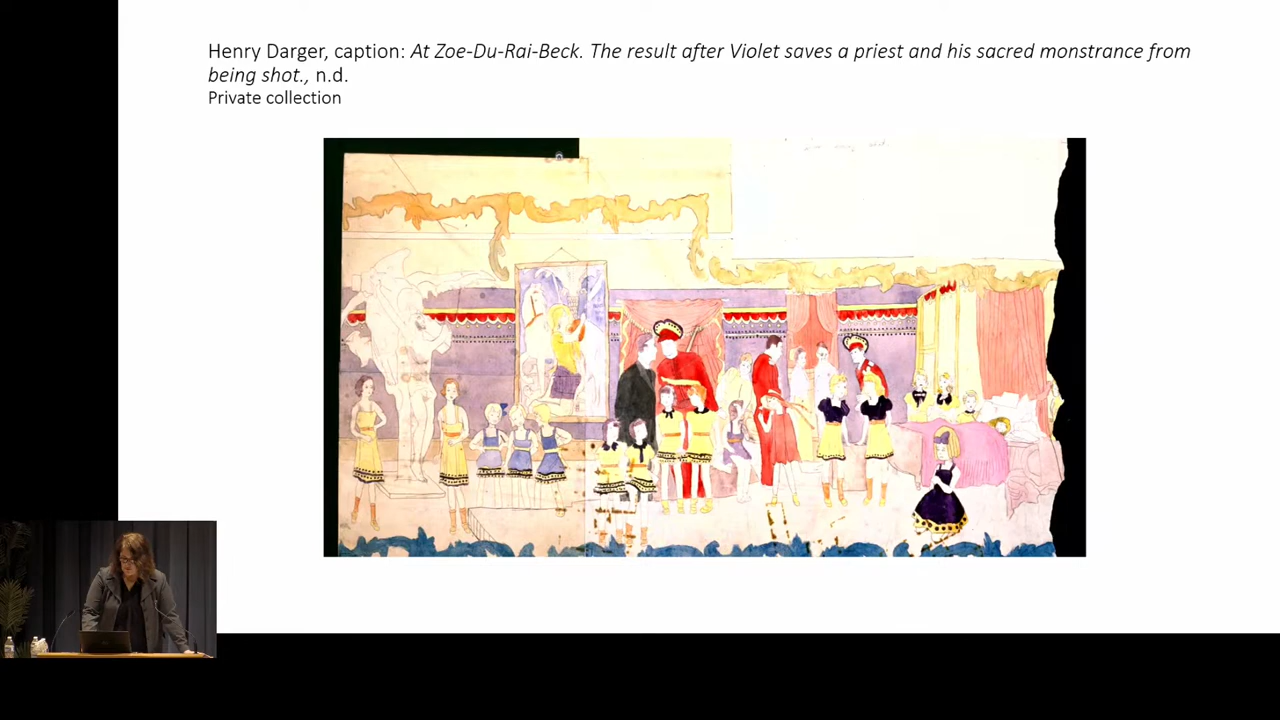 Henry Darger, caption: At Zoe-Du-Rai-Beck. The result after Violet saves a priest and his sacred monstrance from
being shot., n.d.
Private collection